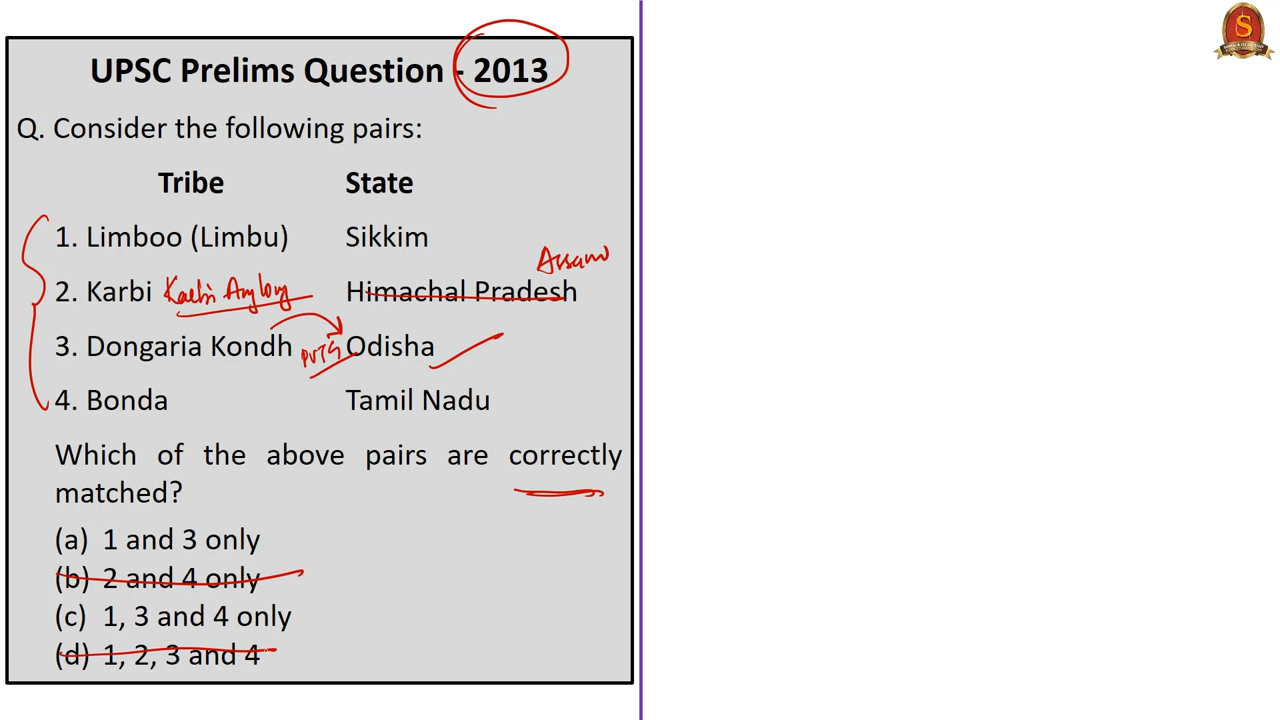 UPSC Prelims Question - 2013
Q. Consider the following pairs:
Tribe State
1. Limboo (Limbu) Sikkim
Assam
2. Karbi Karbi Anglong Himachal Pradesh
3. Dongaria Kondh PVTG Odisha
4. Bonda Tamil Nadu
Which of the above pairs are correctly
matched?
(a) 1 and 3 only
(b) 2 and 4 only
(c) 1, 3 and 4 only
(d) 1, 2, 3 and 4
S